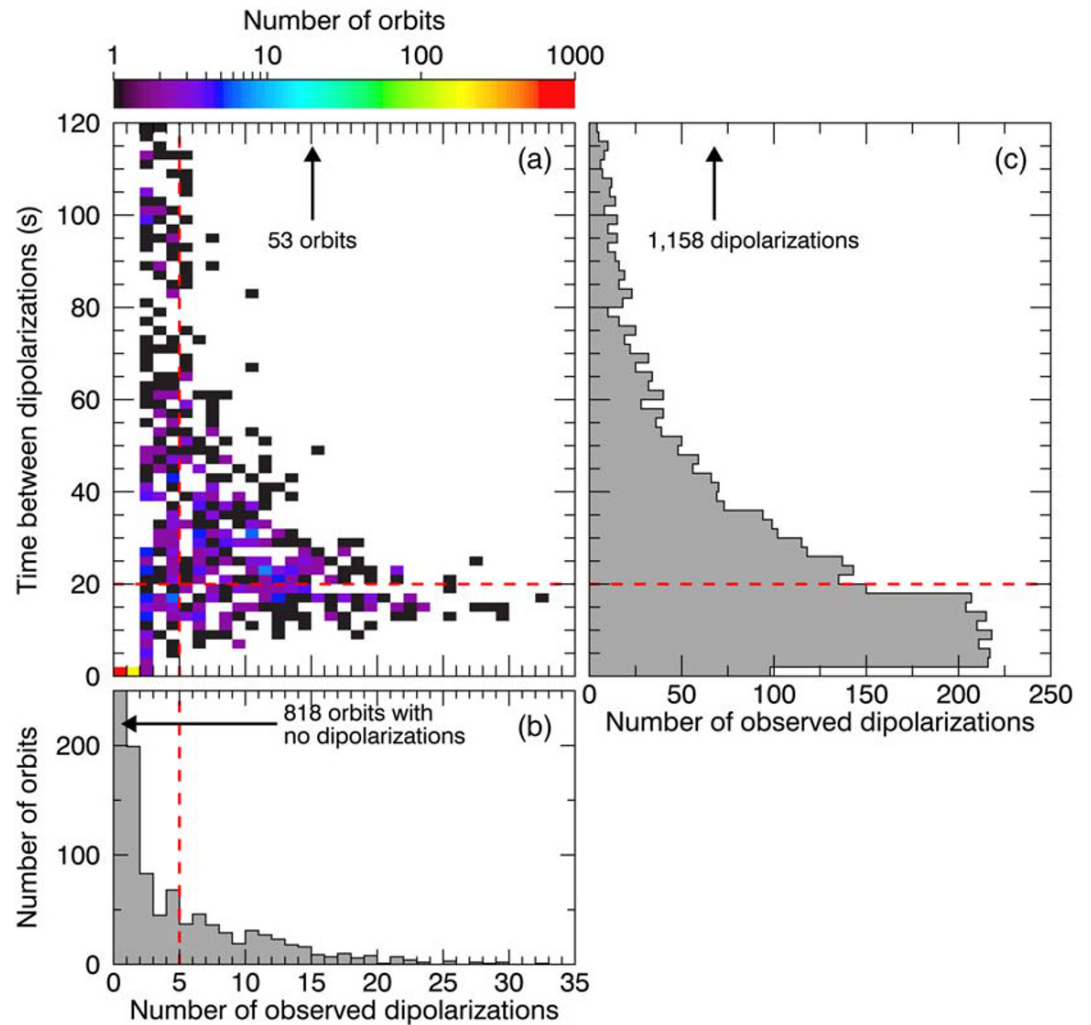 Number of orbits
1 10 100 1000
120
100
80
60
40
20
0
Time between dipolarizations (s)
(a)
53 orbits
(c)
1,158 dipolarizations
0 50 100 150 200 250
Number of observed dipolarizations
200
100
0
Number of orbits
818 orbits with
no dipolarizations
(b)
0 5 10 15 20 25 30 35
Number of observed dipolarizations